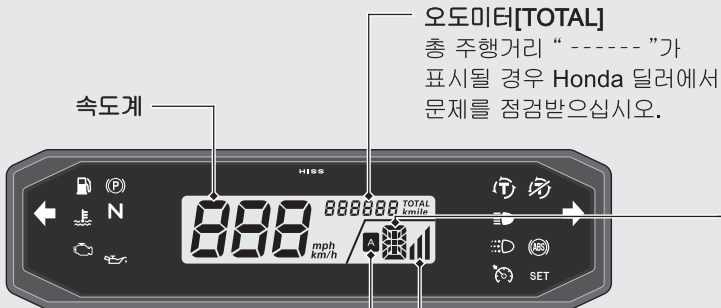 오도미터[TOTAL]
총 주행거리 “ ------ ”가
표시될 경우 Honda 딜러에서
문제를 점검받으십시오.
속도계
HISS
P
N
888888 TOTAL
kmile
888 mph
km/h
A 8
T
T
ABS
SET